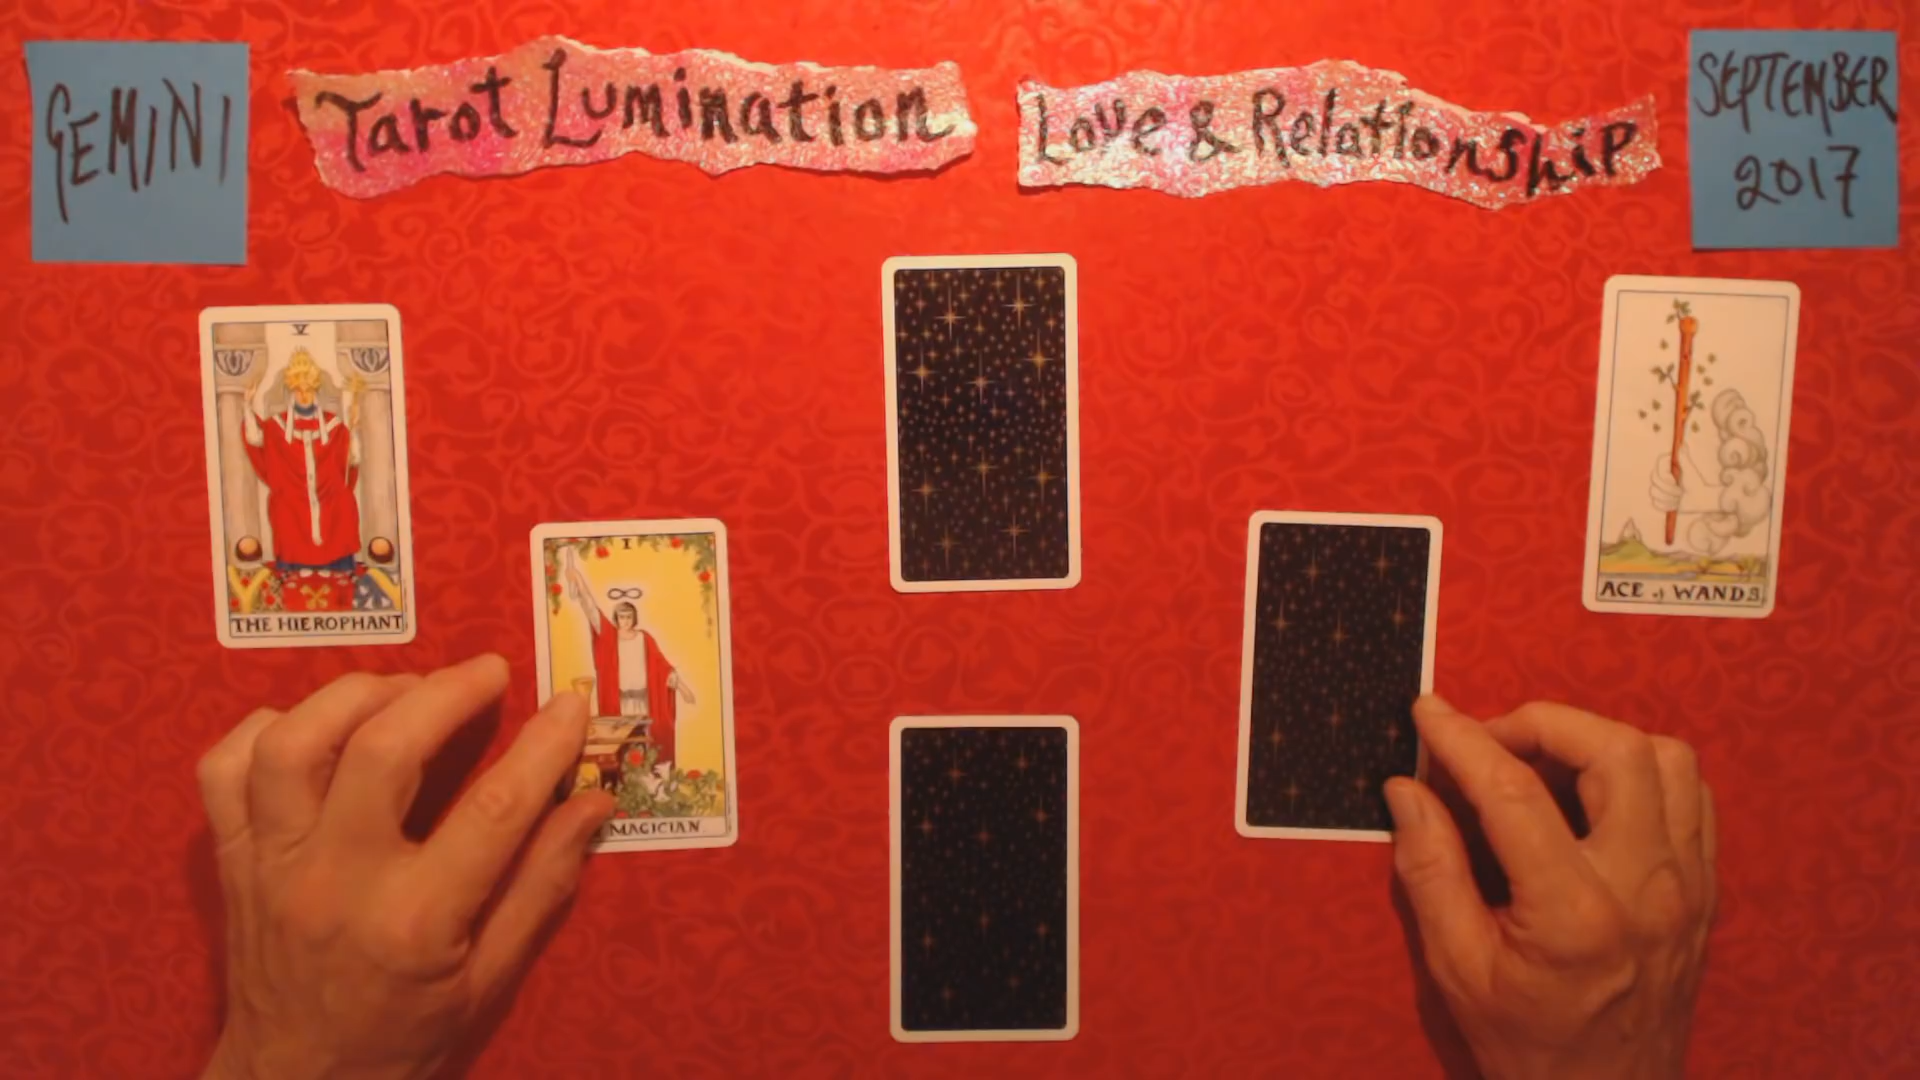 GEMINI
Tarot Lumination
Love & Relationship
SEPTEMBER
2017
V
THE HIEROPHANT
I
MAGICIAN
ACE of WANDS.